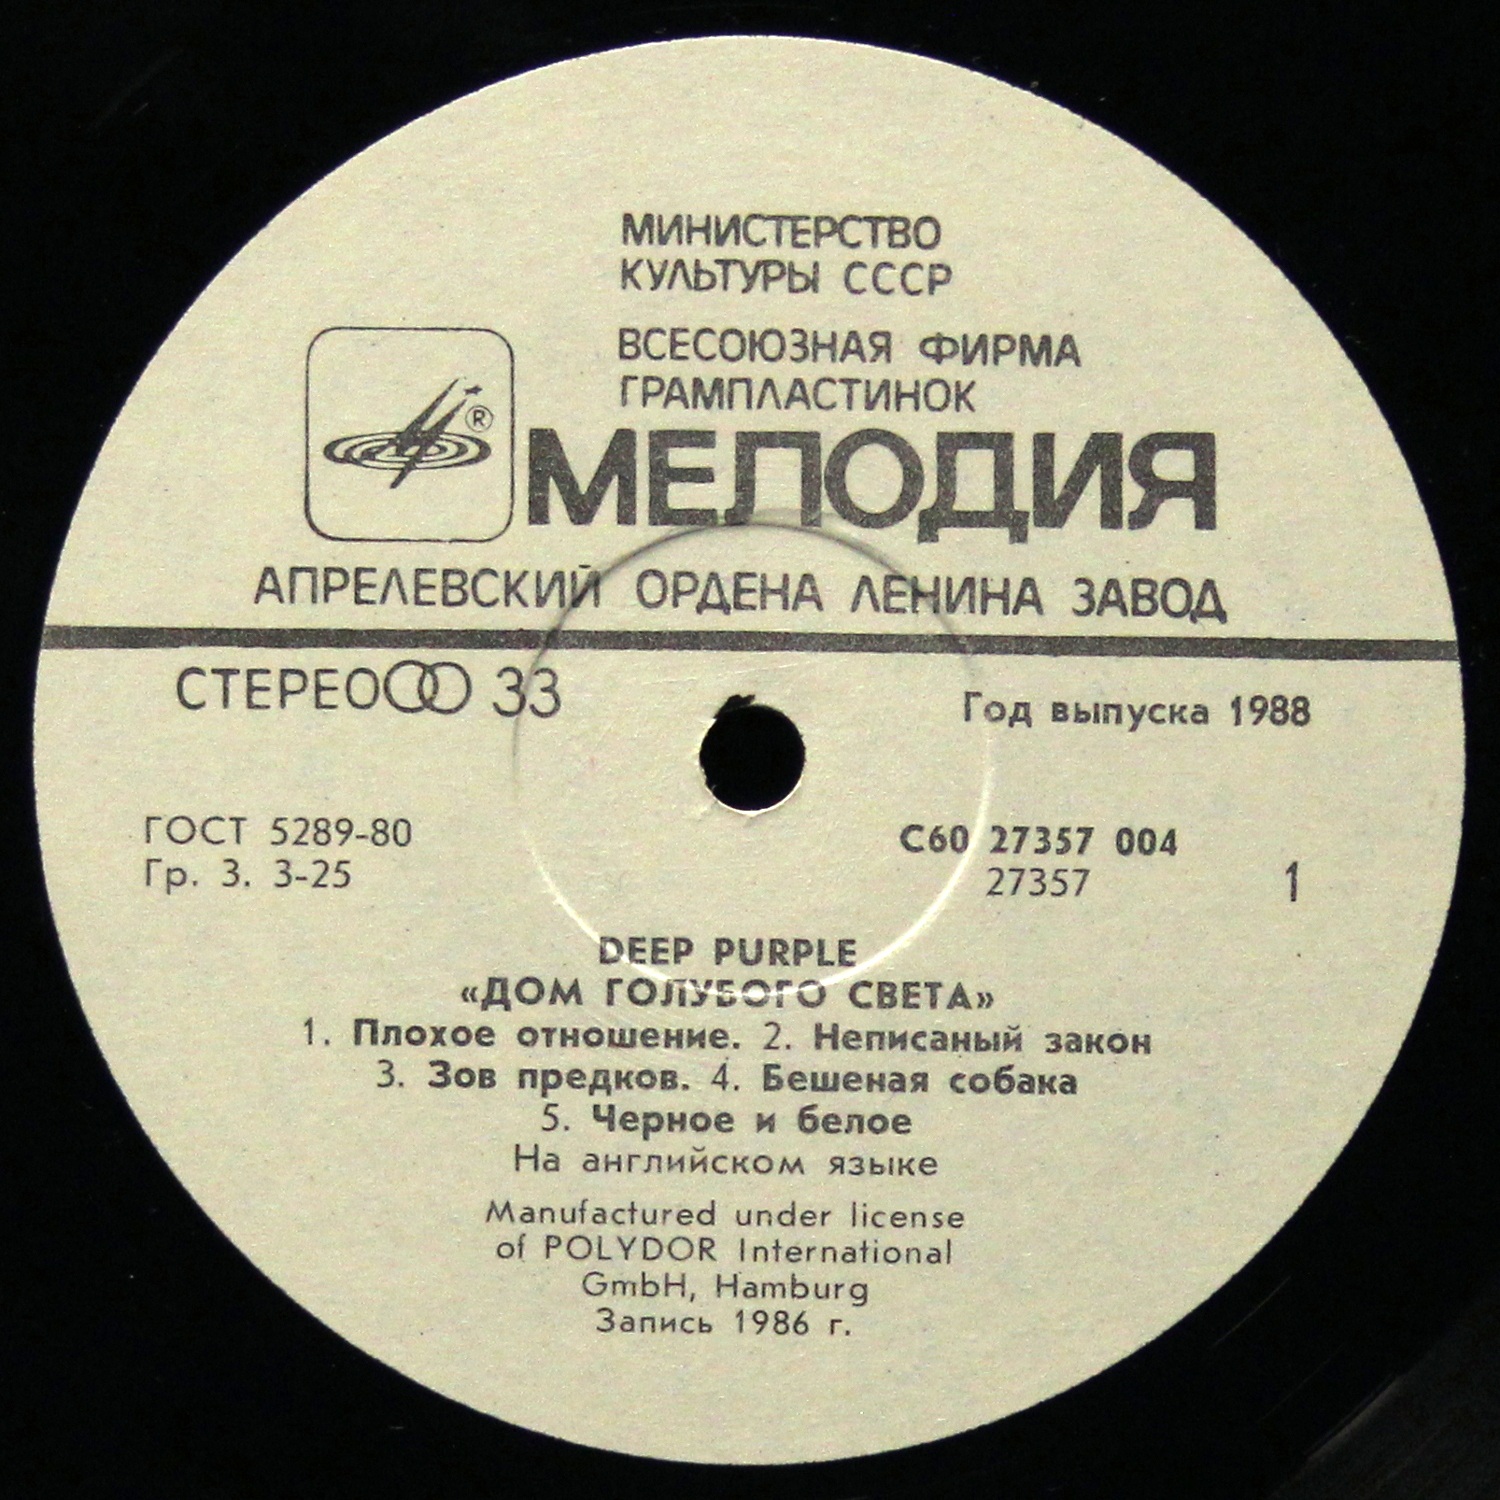 МИНИСТЕРСТВО
КУЛЬТУРЫ СССР
ВСЕСОЮЗНАЯ ФИРМА
ГРАМПЛАСТИНОК
®
МЕЛОДИЯ
АПРЕЛЕВСКИЙ ОРДЕНА ЛЕНИНА ЗАВОД
СТЕРЕО 33
Год выпуска 1988
ГОСТ 5289-80
Гр. 3. 3-25
С60 27357 004
27357
1
DEEP PURPLE
«ДОМ ГОЛУБОГО СВЕТА»
1. Плохое отношение. 2. Неписаный закон
3. Зов предков. 4. Бешеная собака
5. Черное и белое
На английском языке
Manufactured under license
of POLYDOR International
GmbH, Hamburg
Запись 1986 г.